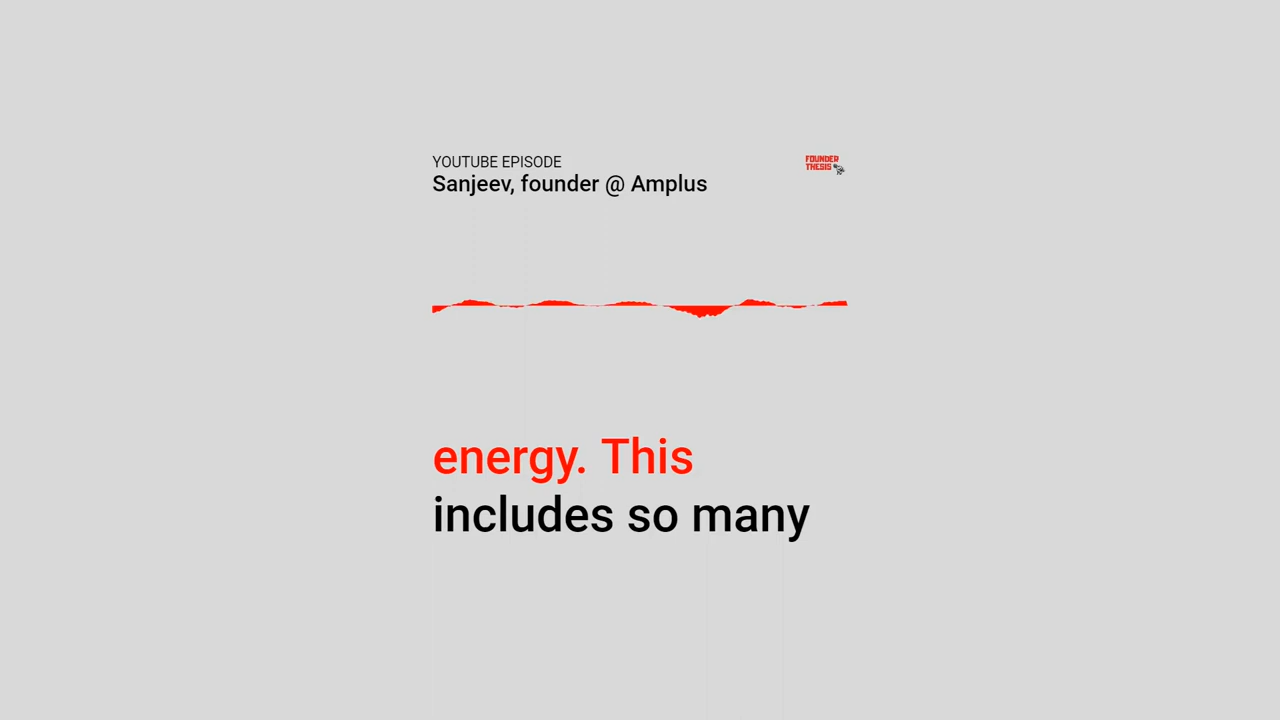 YOUTUBE EPISODE
FOUNDER
THESIS
Sanjeev, founder @ Amplus
energy. This
includes so many